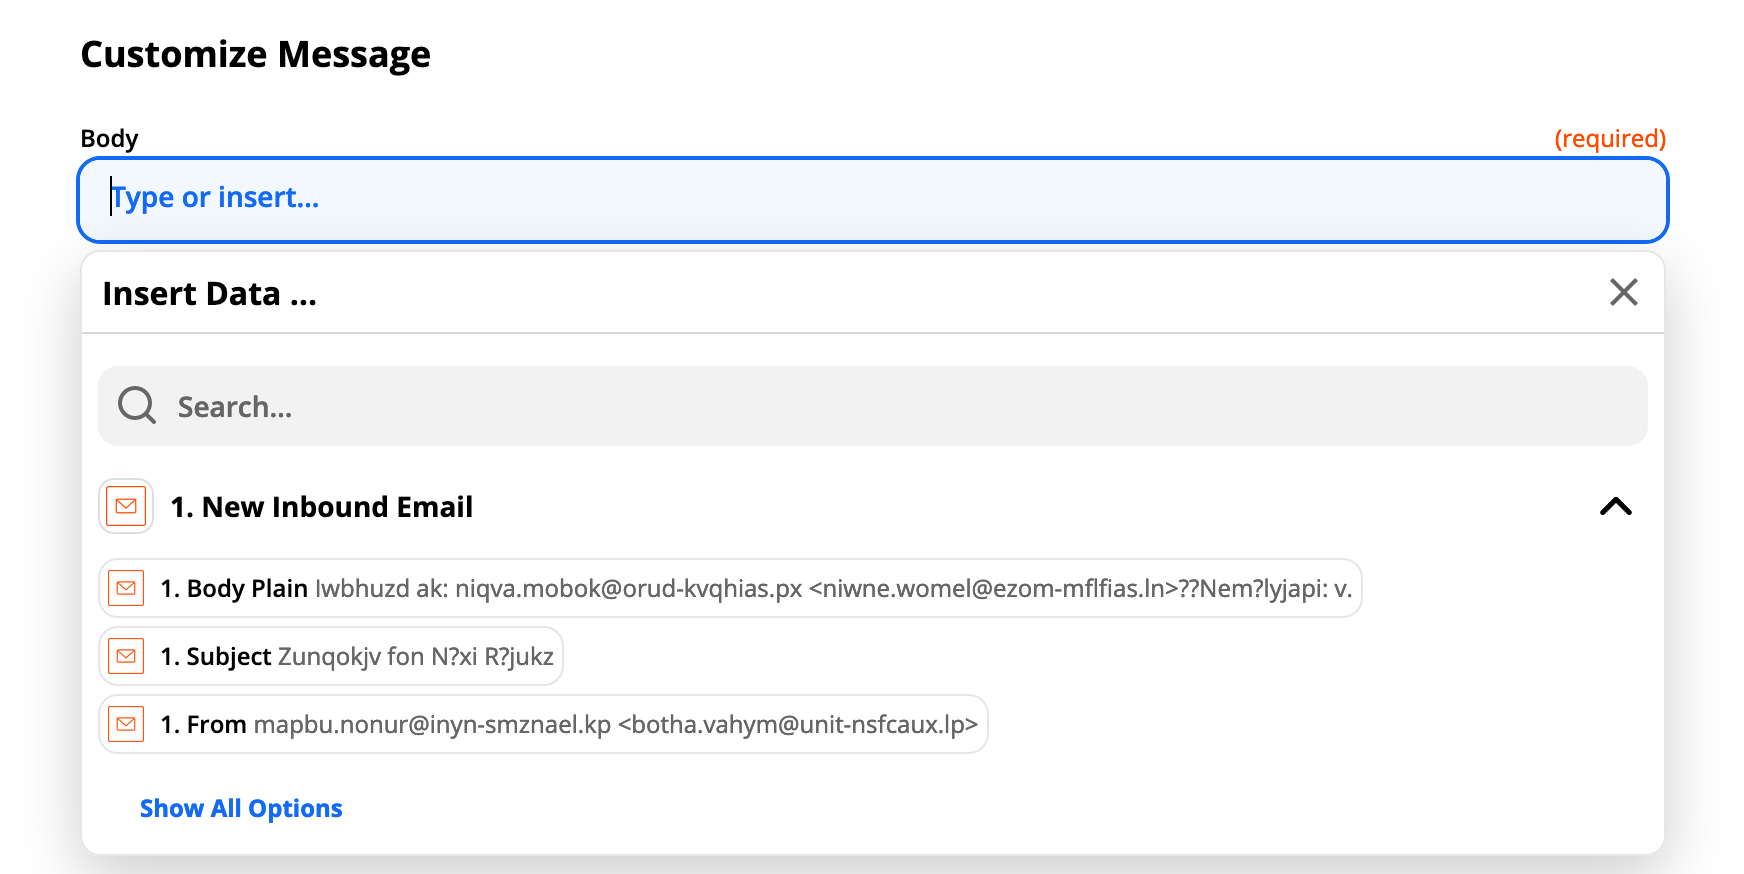 Customize Message
Body (required)
Type or insert...
Insert Data ...
Search...
1. New Inbound Email
1. Body Plain Iwbhuzd ak: niqva.mobok@orud-kvqhias.px <niwne.womel@ezom-mflfias.ln>??Nem?lyjapi: v.
1. Subject Zunqokjv fon N?xi R?jukz
1. From mapbu.nonur@inyn-smznael.kp <botha.vahym@unit-nsfcaux.lp>
Show All Options